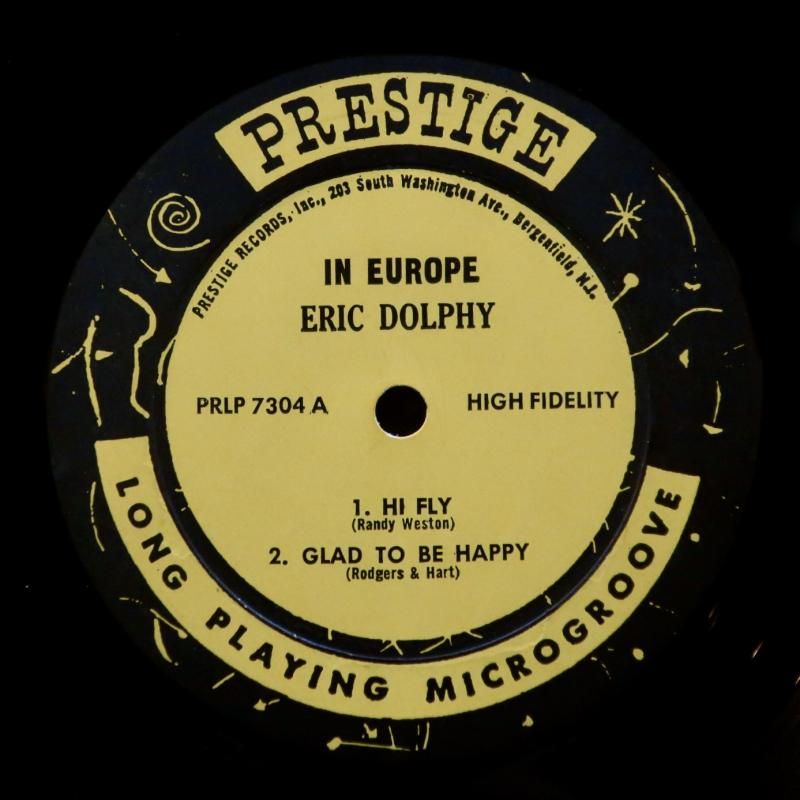 PRESTIGE
PRESTIGE RECORDS, Inc., 203 South Washington Ave., Bergenfield, N.J.
IN EUROPE
ERIC DOLPHY
PRLP 7304 A
HIGH FIDELITY
1. HI FLY
(Randy Weston)
2. GLAD TO BE HAPPY
(Rodgers & Hart)
LONG PLAYING MICROGROOVE